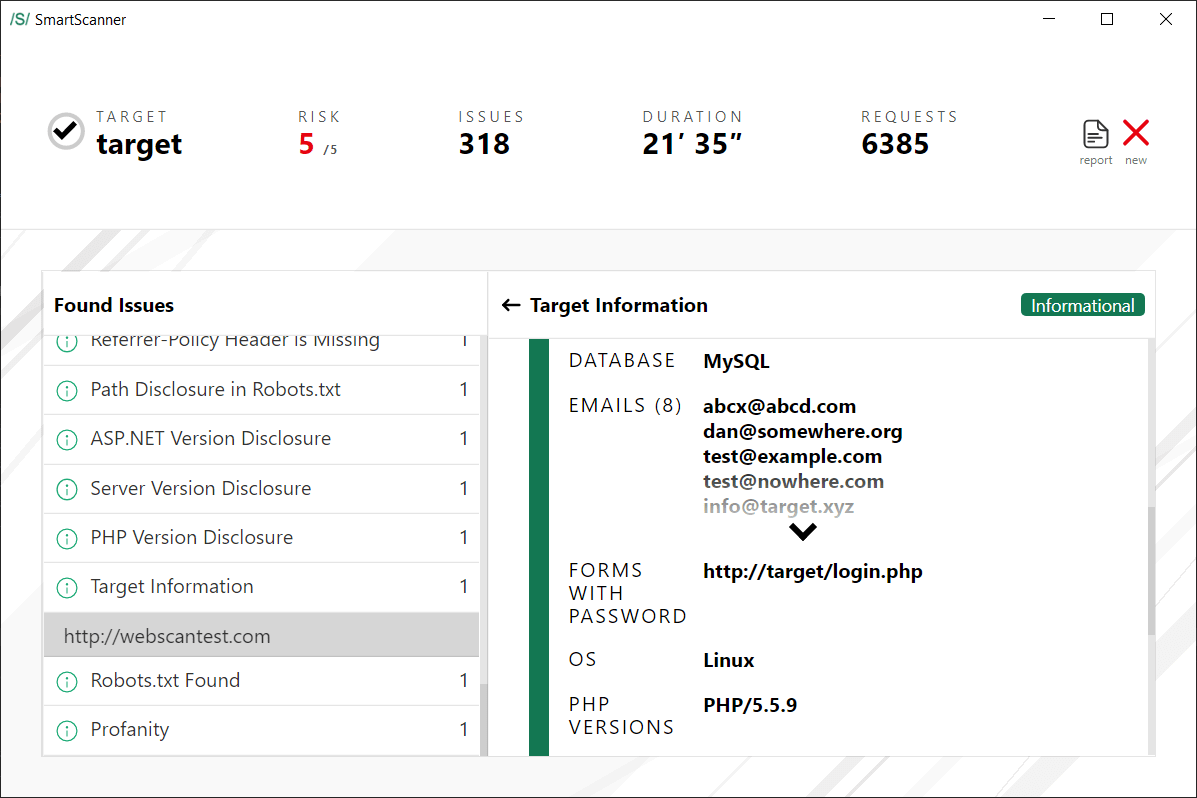 /S/ SmartScanner
TARGET
target
RISK
5 /5
ISSUES
318
DURATION
21′ 35″
REQUESTS
6385
report
new
Found Issues
Referrer-Policy Header is Missing 1
Path Disclosure in Robots.txt 1
ASP.NET Version Disclosure 1
Server Version Disclosure 1
PHP Version Disclosure 1
Target Information 1
http://webscantest.com
Robots.txt Found 1
Profanity 1
Target Information
Informational
DATABASE MySQL
EMAILS (8) abcx@abcd.com
dan@somewhere.org
test@example.com
test@nowhere.com
info@target.xyz
FORMS http://target/login.php
WITH
PASSWORD
OS Linux
PHP PHP/5.5.9
VERSIONS